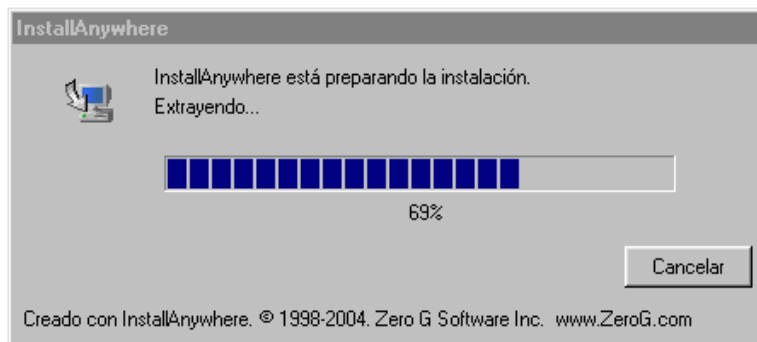 InstallAnywhere
InstallAnywhere está preparando la instalación.
Extrayendo...
69%
Cancelar
Creado con InstallAnywhere. © 1998-2004. Zero G Software Inc. www.ZeroG.com